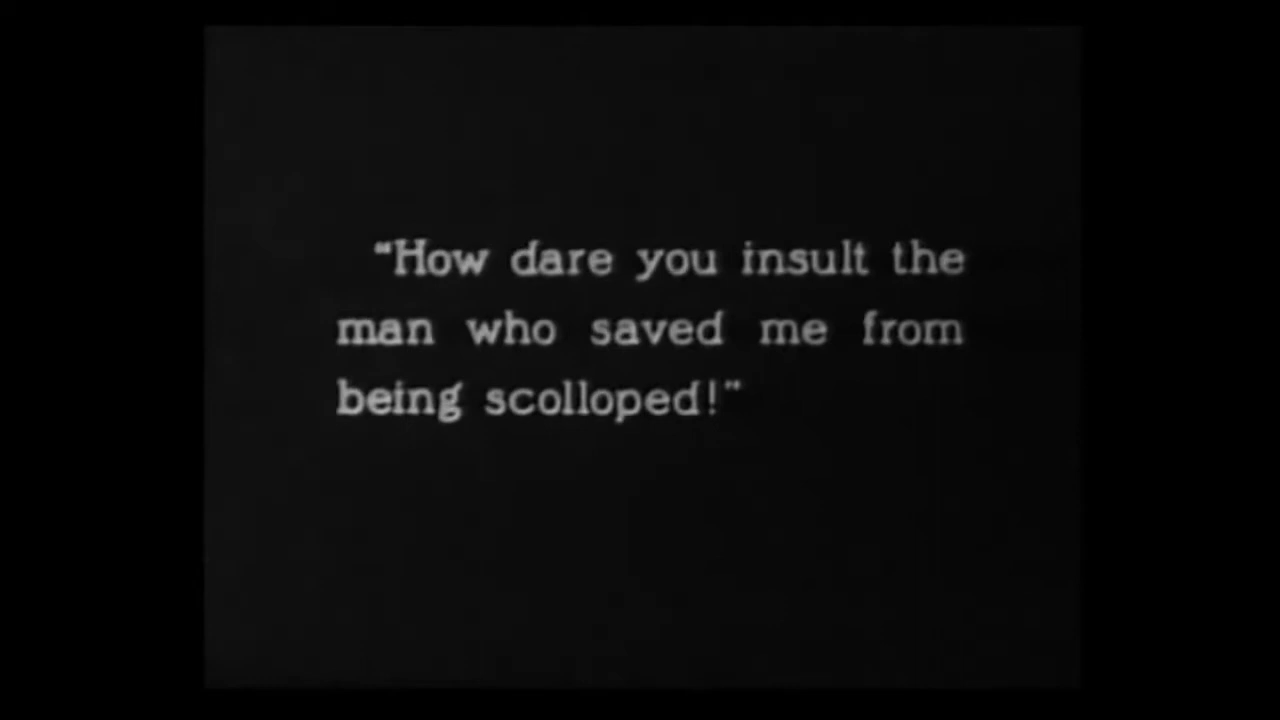 “How dare you insult the
man who saved me from
being scolloped!”